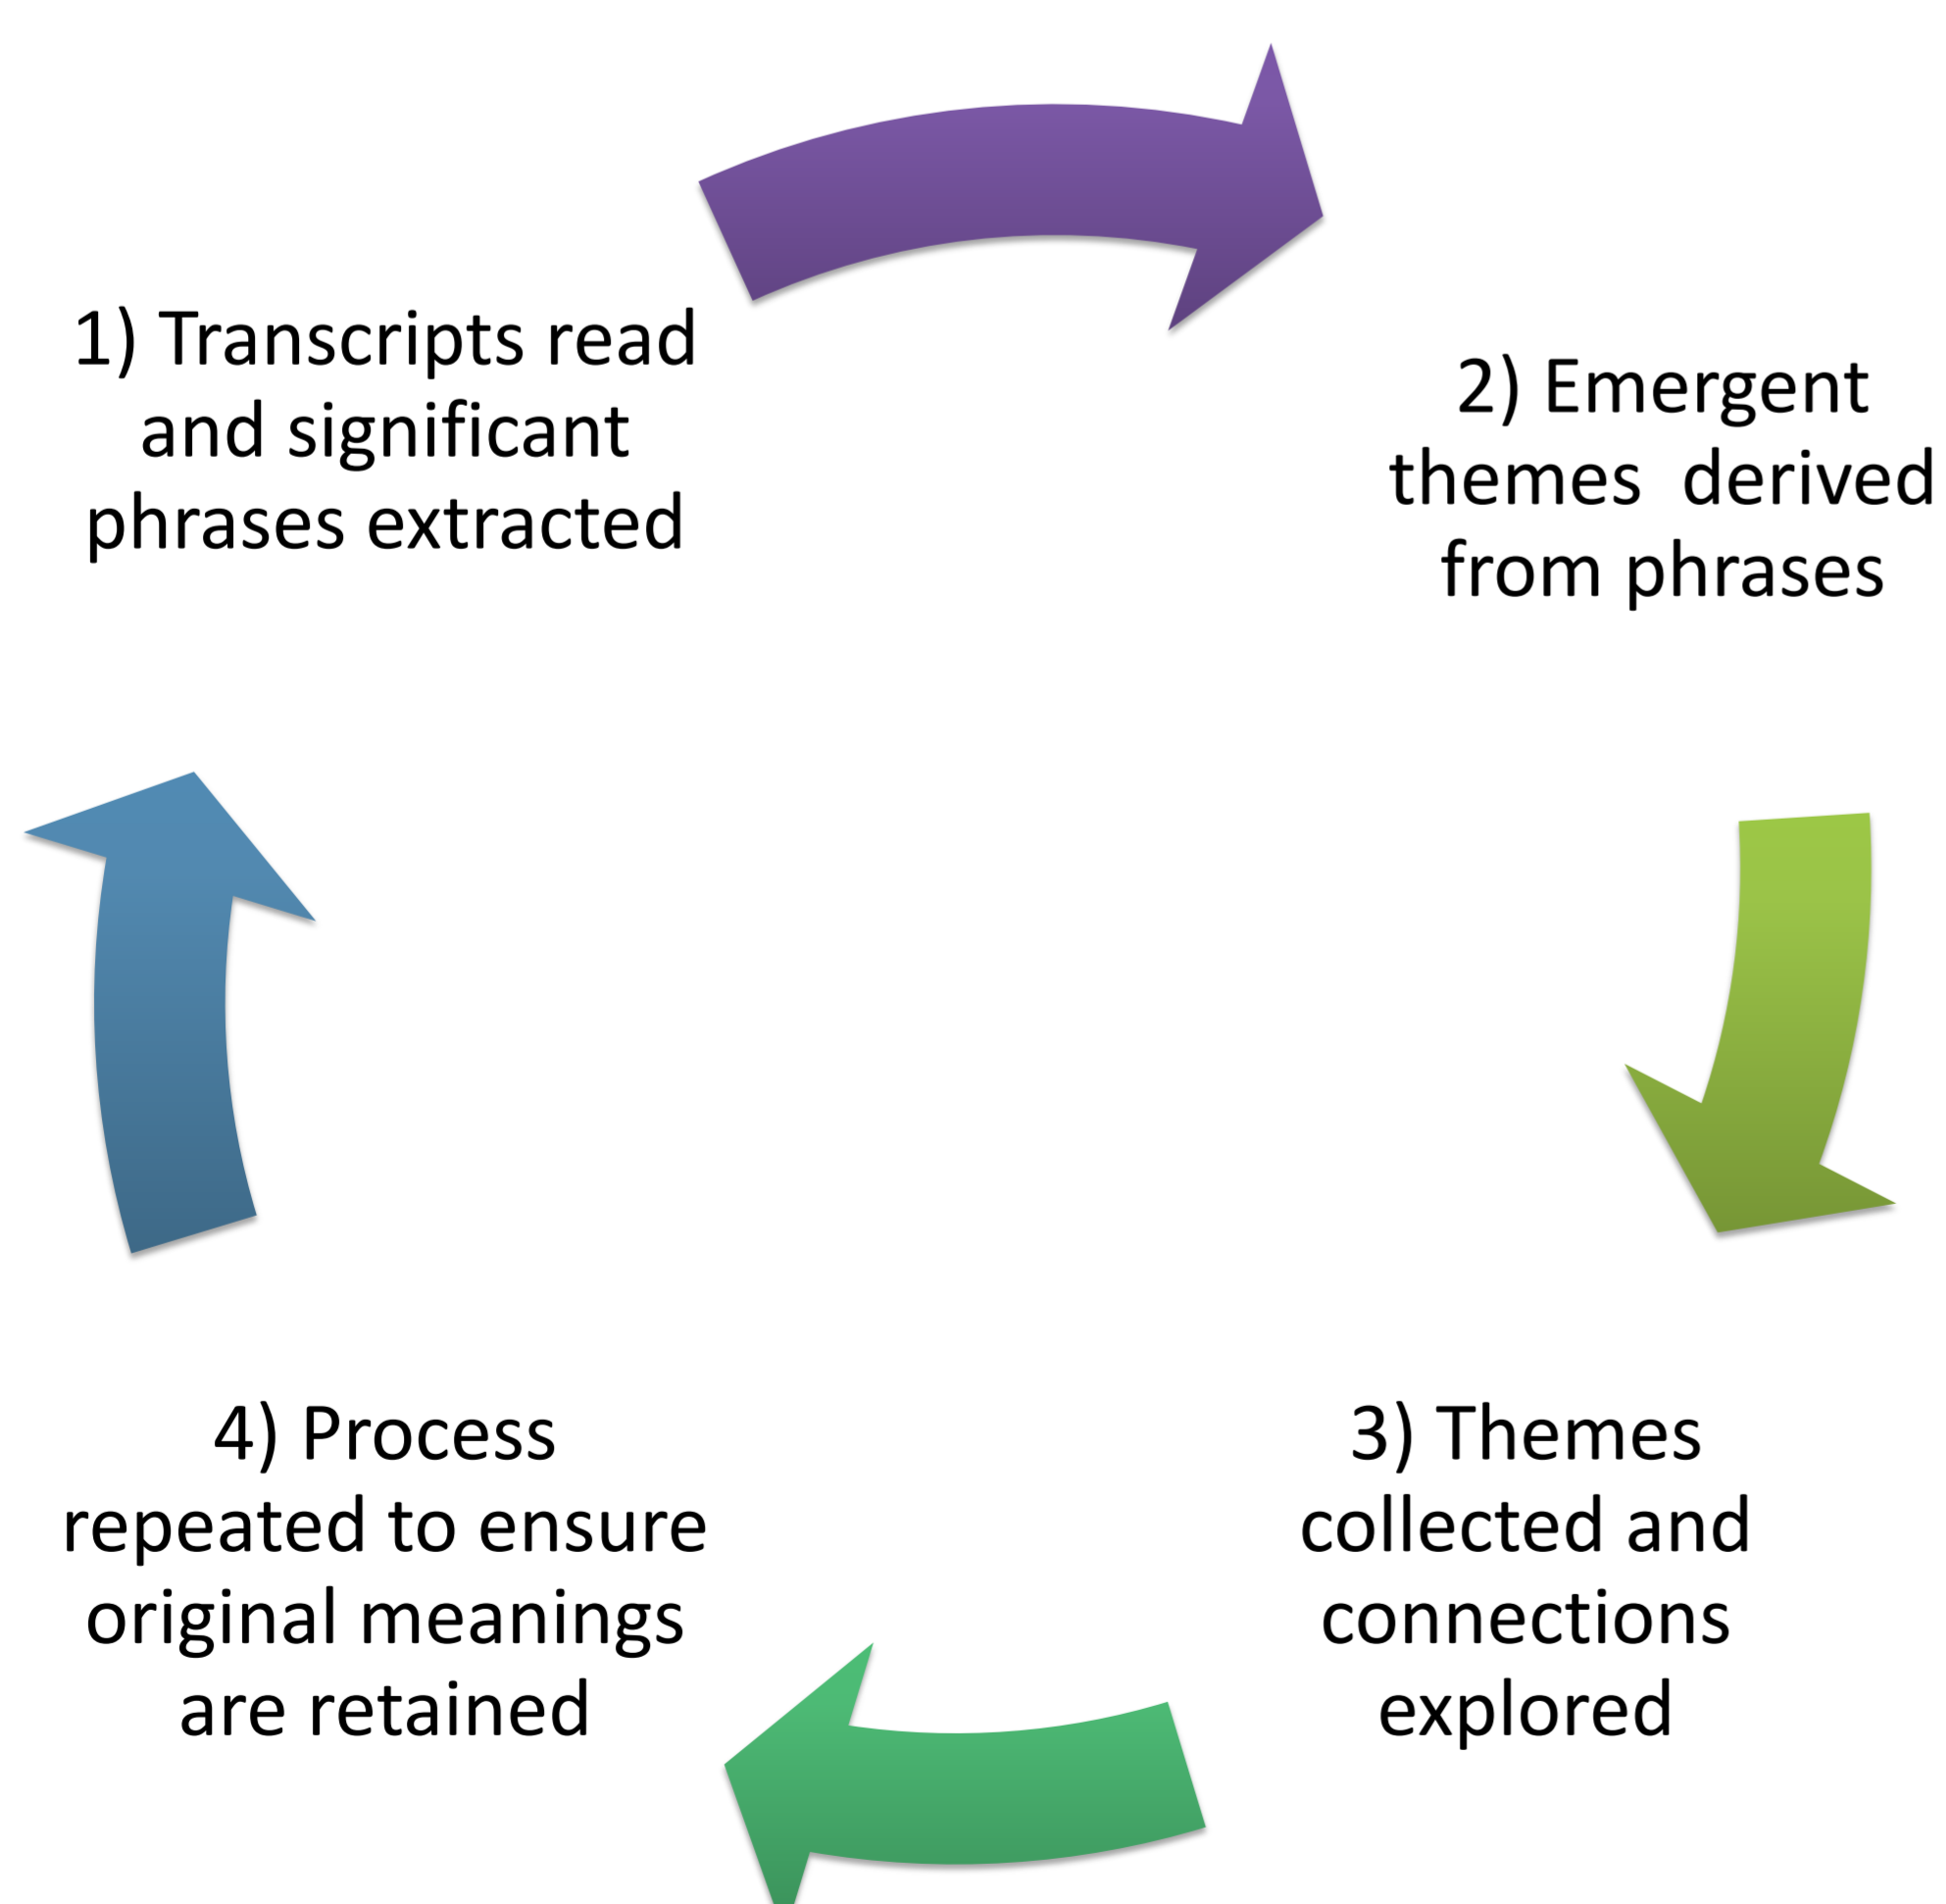 1) Transcripts read
and significant
phrases extracted
2) Emergent
themes  derived
from phrases
3) Themes
collected and
connections
explored
4) Process
repeated to ensure
original meanings
are retained